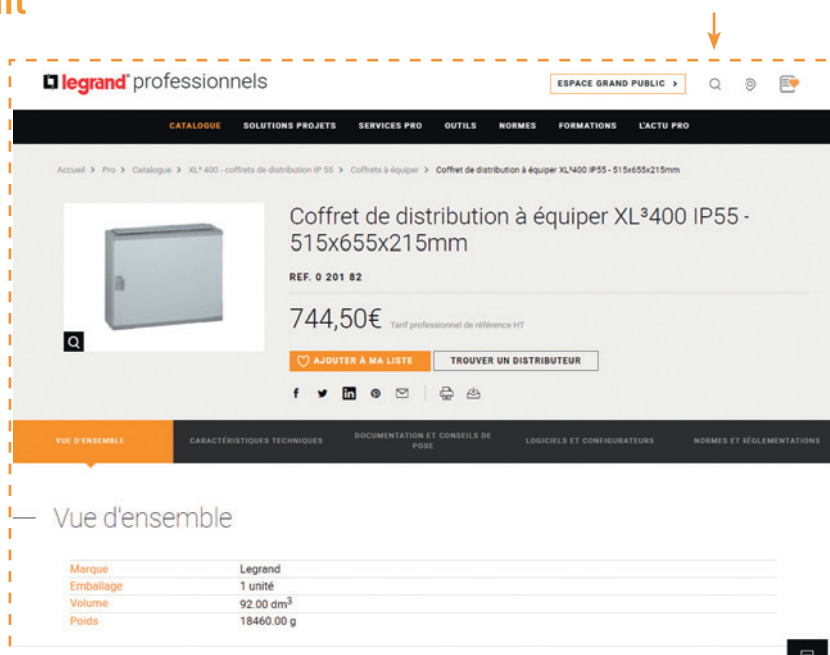 legrand professionnels
ESPACE GRAND PUBLIC >
CATALOGUE SOLUTIONS PROJETS SERVICES PRO OUTILS NORMES FORMATIONS L'ACTU PRO
Accueil > Pro > Catalogue > XL³ 400 - coffrets de distribution IP 55 > Coffrets à équiper > Coffret de distribution à équiper XL³400 IP55 - 515x655x215mm
Coffret de distribution à équiper XL³400 IP55 -
515x655x215mm
REF. 0 201 82
744,50€ Tarif professionnel de référence HT
AJOUTER À MA LISTE TROUVER UN DISTRIBUTEUR
VUE D'ENSEMBLE CARACTÉRISTIQUES TECHNIQUES DOCUMENTATION ET CONSEILS DE
POSE
LOGICIELS ET CONFIGURATEURS NORMES ET RÉGLEMENTATIONS
Vue d'ensemble
Marque Legrand
Emballage 1 unité
Volume 92.00 dm³
Poids 18460.00 g